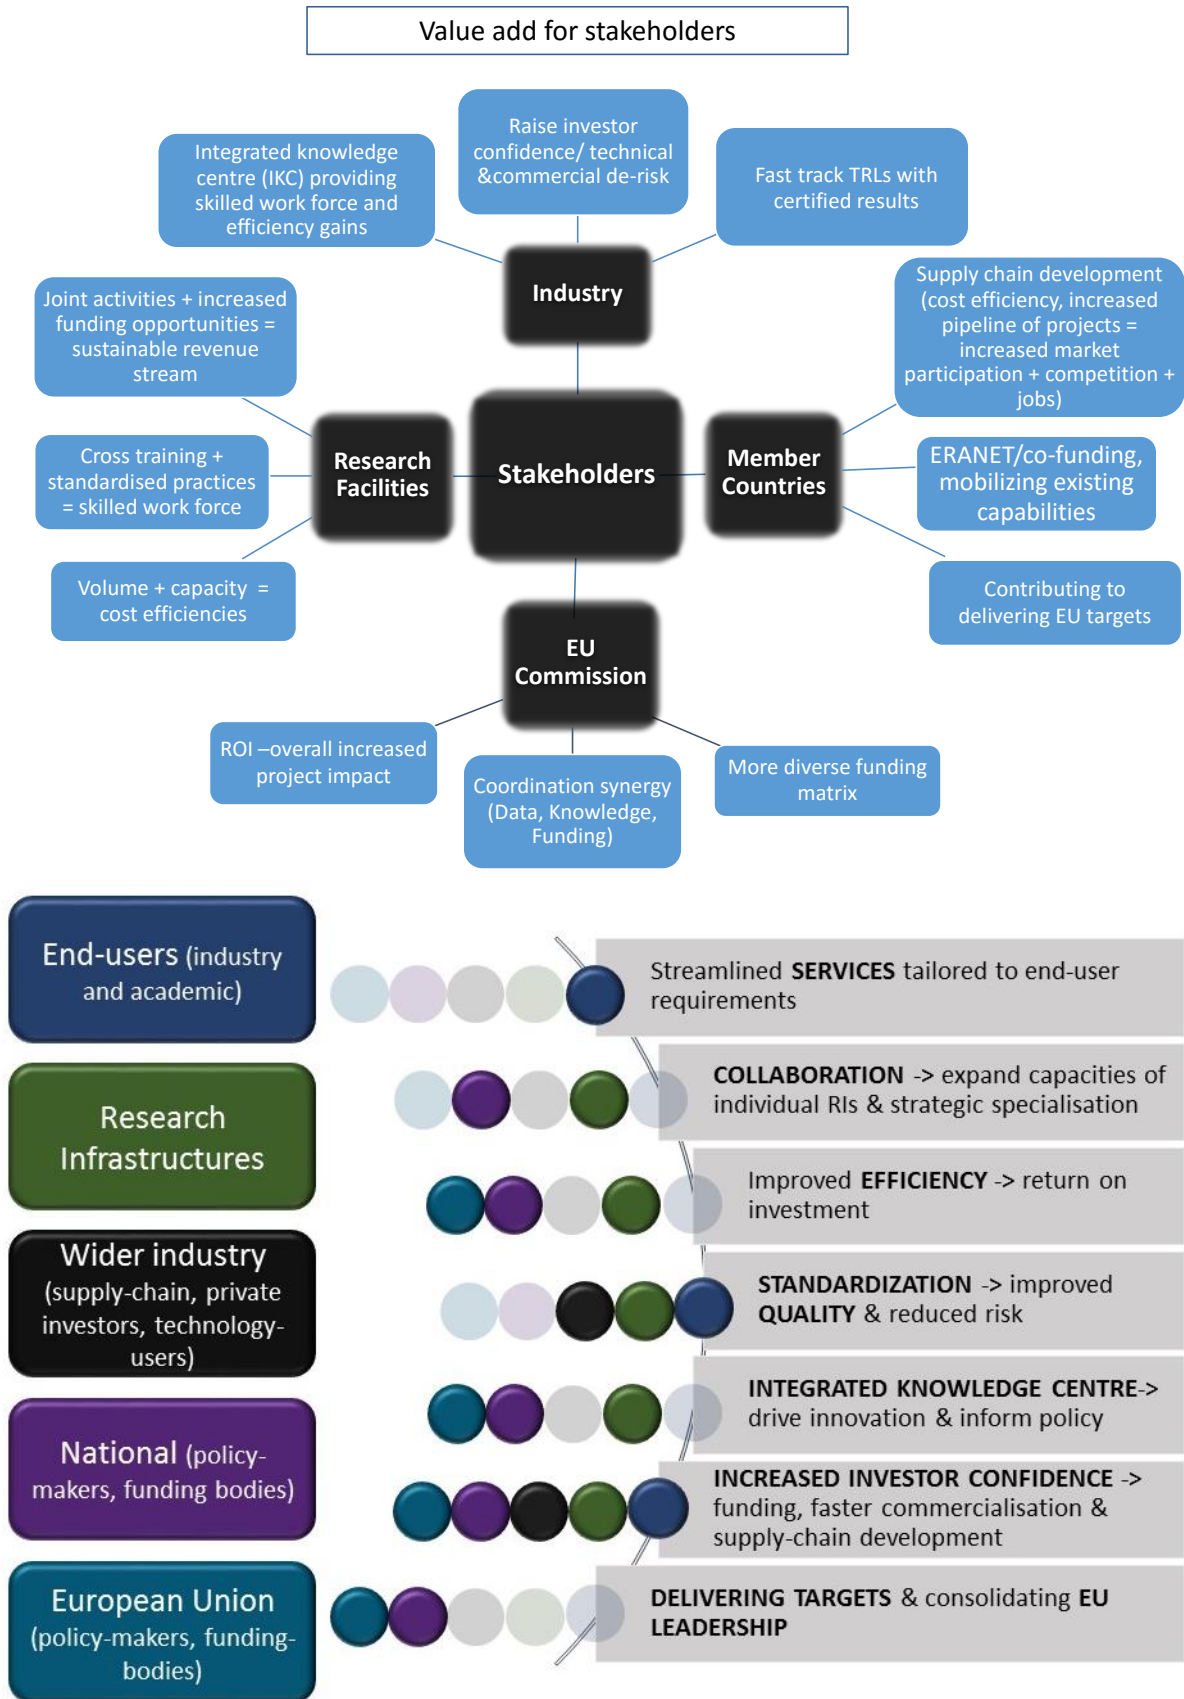 Value add for stakeholders
Raise investor
confidence/ technical
&commercial de-risk
Integrated knowledge
centre (IKC) providing
skilled work force and
efficiency gains
Fast track TRLs with
certified results
Industry
Supply chain development
(cost efficiency, increased
pipeline of projects =
increased market
participation + competition +
jobs)
Joint activities + increased
funding opportunities =
sustainable revenue
stream
Research
Facilities
Stakeholders
Member
Countries
Cross training +
standardised practices
= skilled work force
ERANET/co-funding,
mobilizing existing
capabilities
Volume + capacity =
cost efficiencies
Contributing to
delivering EU targets
EU
Commission
ROI –overall increased
project impact
Coordination synergy
(Data, Knowledge,
Funding)
More diverse funding
matrix
End-users (industry
and academic)
Streamlined SERVICES tailored to end-user
requirements
Research
Infrastructures
COLLABORATION -> expand capacities of
individual RIs & strategic specialisation
Improved EFFICIENCY -> return on
investment
Wider industry
(supply-chain, private
investors, technology-
users)
STANDARDIZATION -> improved
QUALITY & reduced risk
INTEGRATED KNOWLEDGE CENTRE->
drive innovation & inform policy
National (policy-
makers, funding bodies)
INCREASED INVESTOR CONFIDENCE ->
funding, faster commercialisation &
supply-chain development
European Union
(policy-makers, funding-
bodies)
DELIVERING TARGETS & consolidating EU
LEADERSHIP